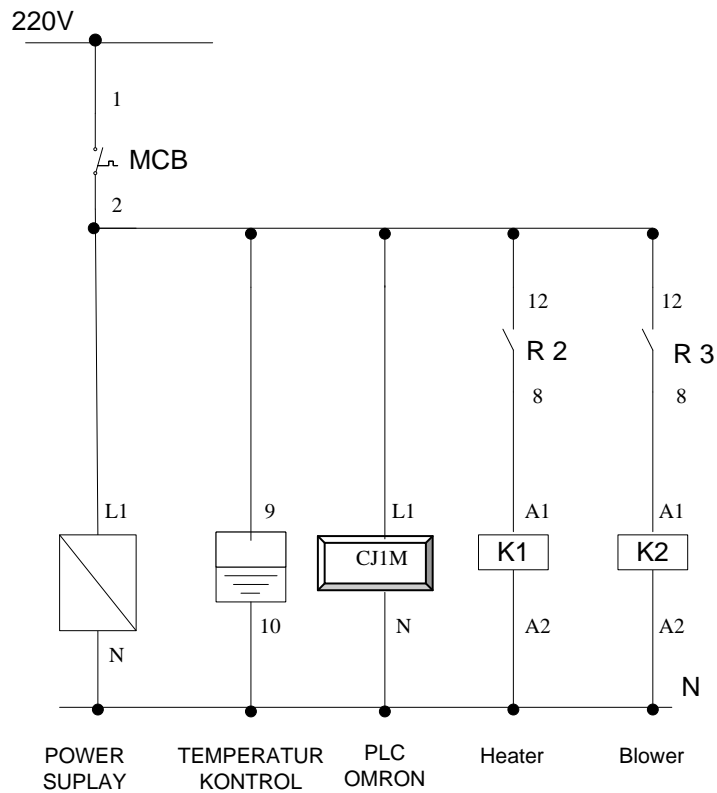 220V
1
MCB
2
12 12
R 2 R 3
8 8
L1 9 L1 A1 A1
CJ1M K1 K2
N 10 N A2 A2
N
POWER SUPLAY
TEMPERATUR KONTROL
PLC OMRON
Heater
Blower